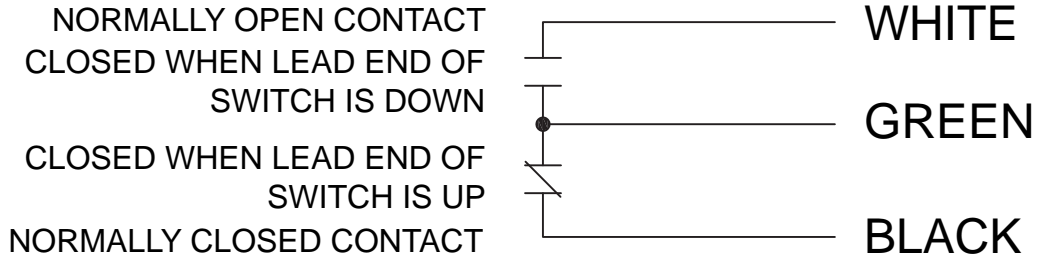 NORMALLY OPEN CONTACT
CLOSED WHEN LEAD END OF
SWITCH IS DOWN
WHITE
GREEN
CLOSED WHEN LEAD END OF
SWITCH IS UP
NORMALLY CLOSED CONTACT
BLACK